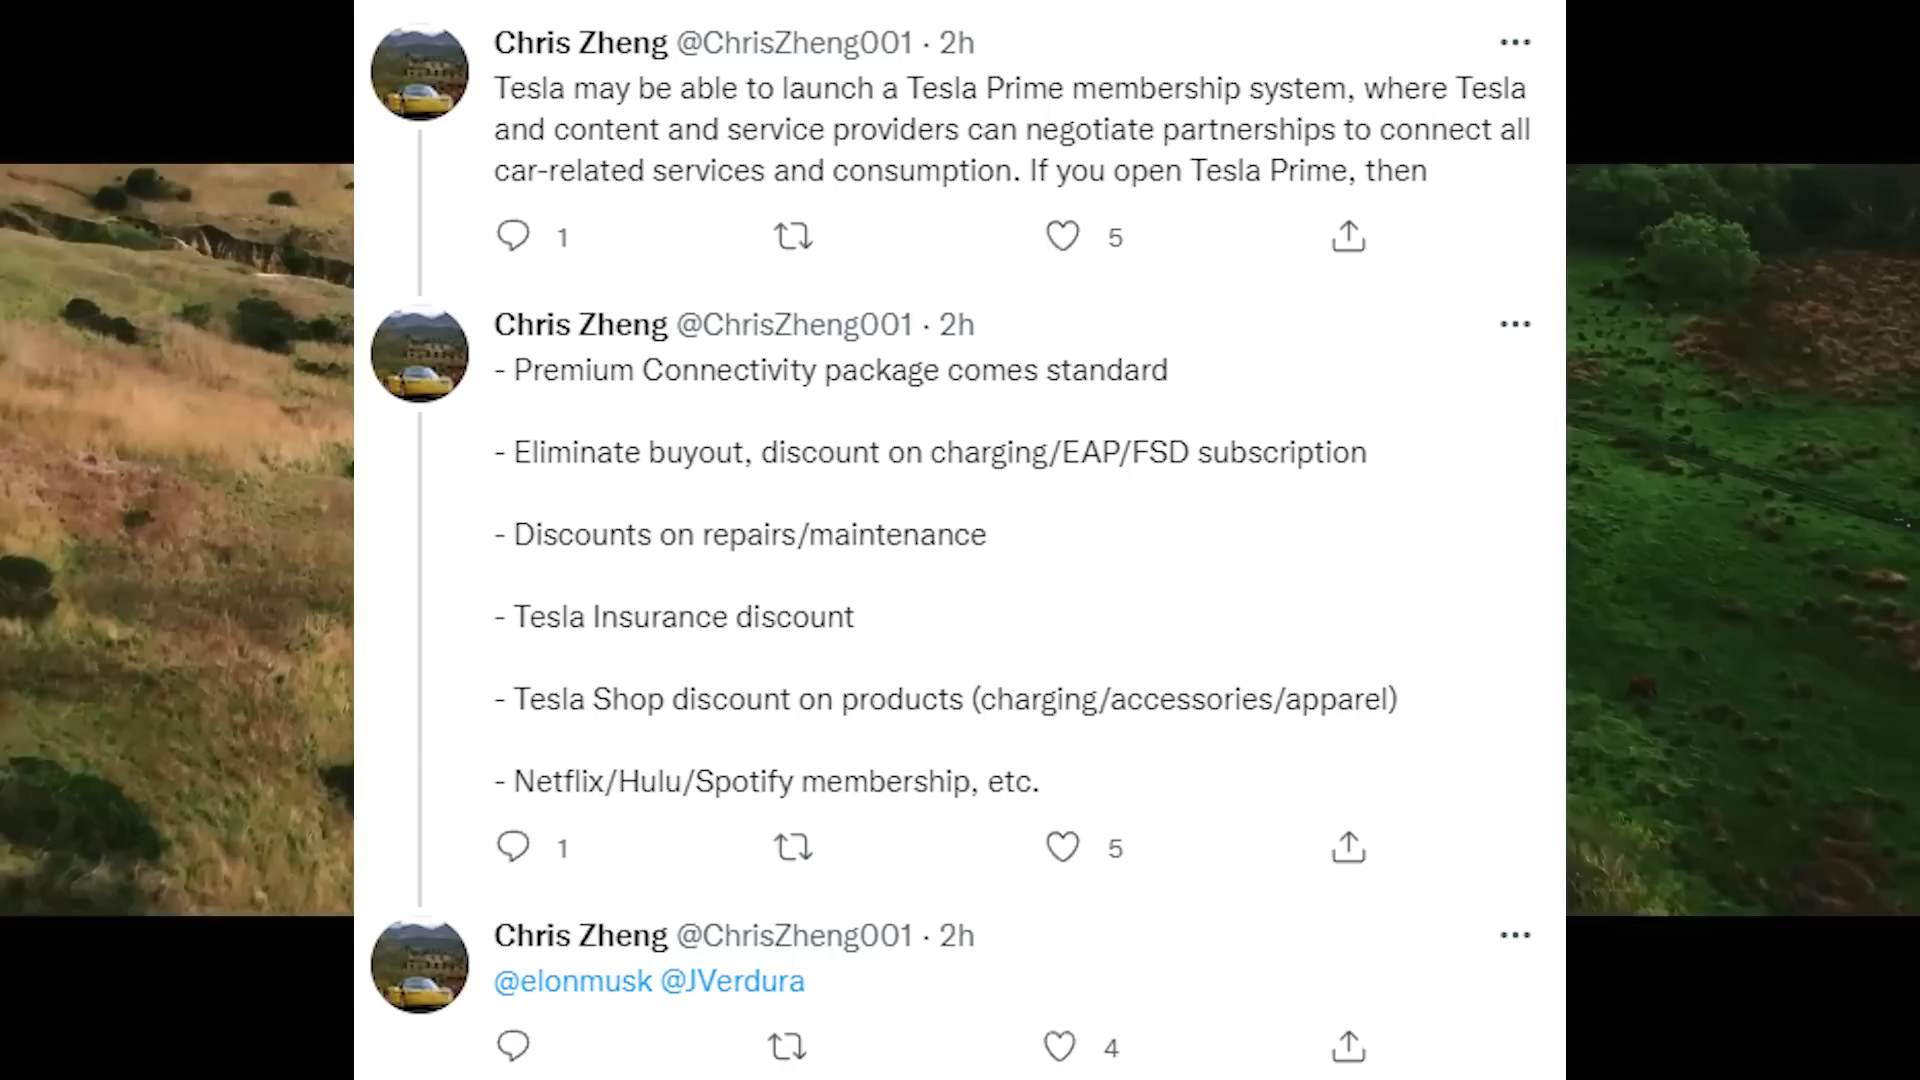 Chris Zheng @ChrisZheng001 · 2h
Tesla may be able to launch a Tesla Prime membership system, where Tesla
and content and service providers can negotiate partnerships to connect all
car-related services and consumption. If you open Tesla Prime, then
1 5
Chris Zheng @ChrisZheng001 · 2h
- Premium Connectivity package comes standard
- Eliminate buyout, discount on charging/EAP/FSD subscription
- Discounts on repairs/maintenance
- Tesla Insurance discount
- Tesla Shop discount on products (charging/accessories/apparel)
- Netflix/Hulu/Spotify membership, etc.
1 5
Chris Zheng @ChrisZheng001 · 2h
@elonmusk @JVerdura
4